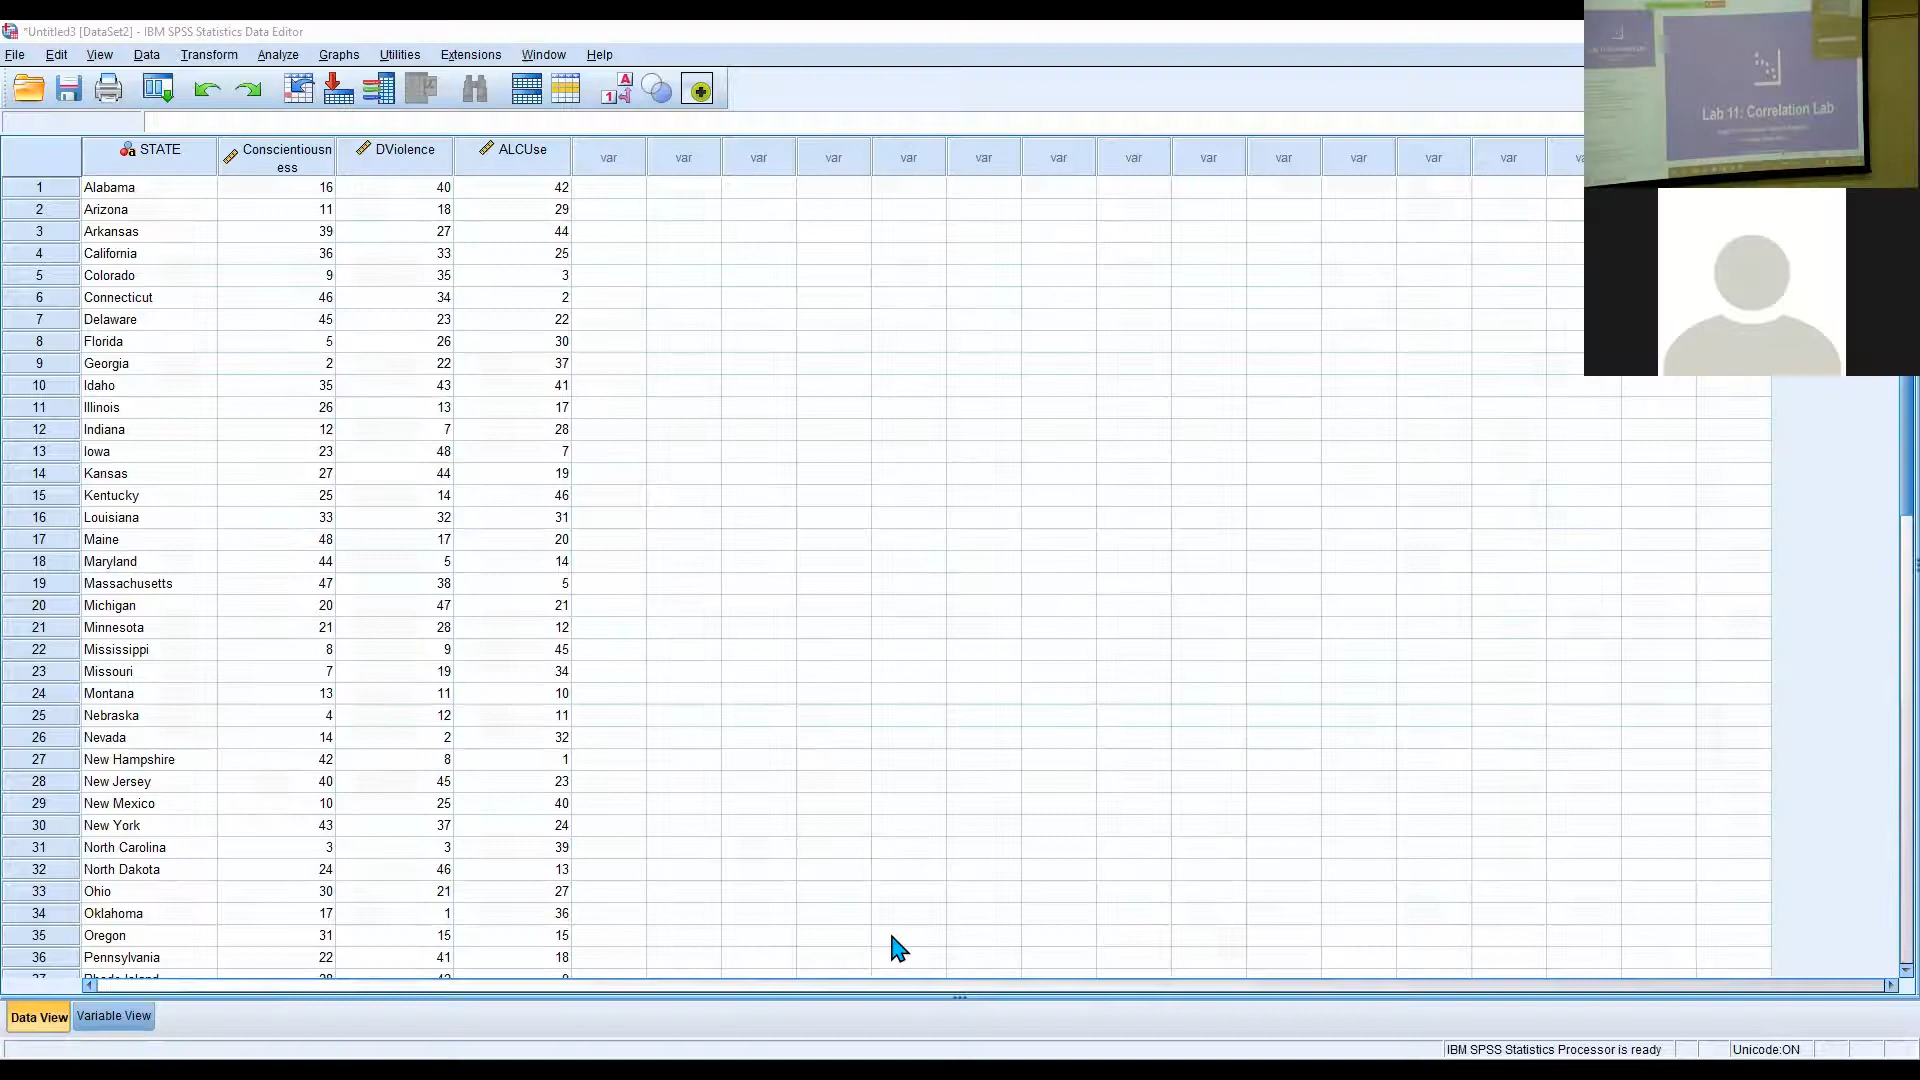 *Untitled3 [DataSet2] - IBM SPSS Statistics Data Editor
File Edit View Data Transform Analyze Graphs Utilities Extensions Window Help
STATE Conscientiousn DViolence ALCUse var var var var var var var var var var var var var
ess
1 Alabama 16 40 42
2 Arizona 11 18 29
3 Arkansas 39 27 44
4 California 36 33 25
5 Colorado 9 35 3
6 Connecticut 46 34 2
7 Delaware 45 23 22
8 Florida 5 26 30
9 Georgia 2 22 37
10 Idaho 35 43 41
11 Illinois 26 13 17
12 Indiana 12 7 28
13 Iowa 23 48 7
14 Kansas 27 44 19
15 Kentucky 25 14 46
16 Louisiana 33 32 31
17 Maine 48 17 20
18 Maryland 44 5 14
19 Massachusetts 47 38 5
20 Michigan 20 47 21
21 Minnesota 21 28 12
22 Mississippi 8 9 45
23 Missouri 7 19 34
24 Montana 13 11 10
25 Nebraska 4 12 11
26 Nevada 14 2 32
27 New Hampshire 42 8 1
28 New Jersey 40 45 23
29 New Mexico 10 25 40
30 New York 43 37 24
31 North Carolina 3 3 39
32 North Dakota 24 46 13
33 Ohio 30 21 27
34 Oklahoma 17 1 36
35 Oregon 31 15 15
36 Pennsylvania 22 41 18
Data View Variable View
IBM SPSS Statistics Processor is ready Unicode:ON
Lab 11: Correlation Lab